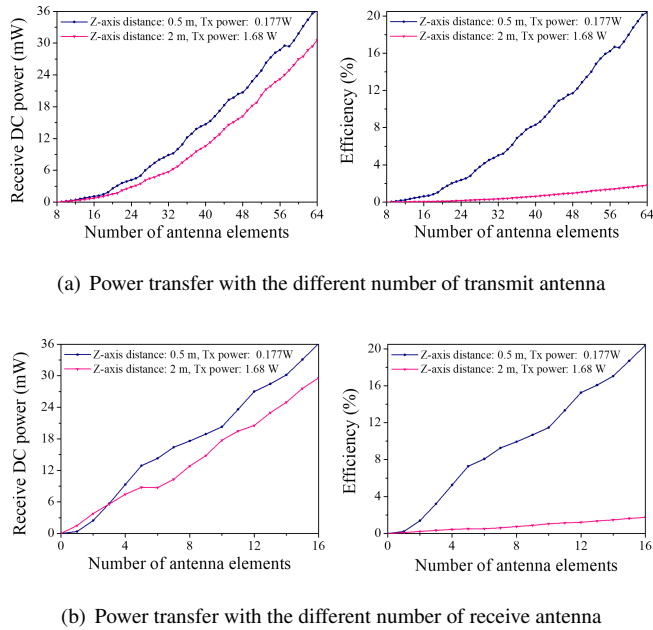 Receive DC power (mW)
36
30
24
18
12
6
0
Z-axis distance: 0.5 m, Tx power: 0.177W
Z-axis distance: 2 m, Tx power: 1.68 W
8 16 24 32 40 48 56 64
Number of antenna elements
Efficiency (%)
20
16
12
8
4
0
Z-axis distance: 0.5 m, Tx power: 0.177W
Z-axis distance: 2 m, Tx power: 1.68 W
8 16 24 32 40 48 56 64
Number of antenna elements
(a) Power transfer with the different number of transmit antenna
Receive DC power (mW)
36
30
24
18
12
6
0
Z-axis distance: 0.5 m, Tx power: 0.177W
Z-axis distance: 2 m, Tx power: 1.68 W
0 4 8 12 16
Number of antenna elements
Efficiency (%)
20
16
12
8
4
0
Z-axis distance: 0.5 m, Tx power: 0.177W
Z-axis distance: 2 m, Tx power: 1.68 W
0 4 8 12 16
Number of antenna elements
(b) Power transfer with the different number of receive antenna